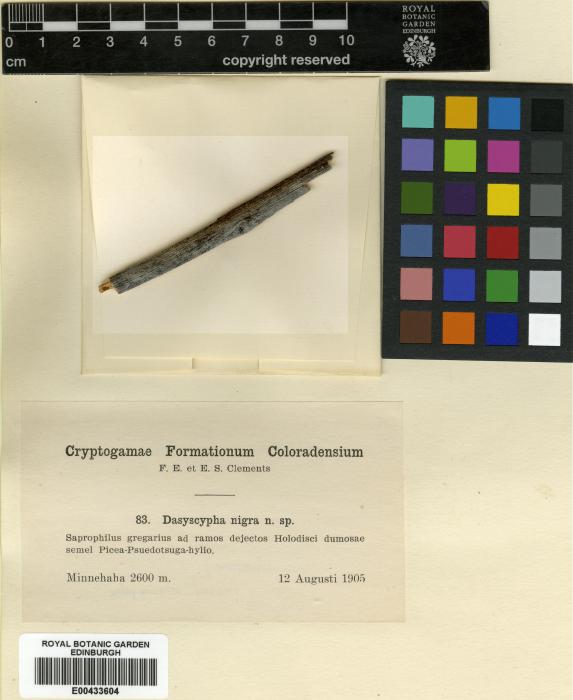 ROYAL
BOTANIC
GARDEN
EDINBURGH
0 1 2 3 4 5 6 7 8 9 10
cm copyright reserved
Cryptogamae Formationum Coloradensium
F. E. et E. S. Clements
83. Dasyscypha nigra n. sp.
Saprophilus gregarius ad ramos dejectos Holodisci dumosae
semel Picea-Psuedotsuga-hylio.
Minnehaha 2600 m. 12 Augusti 1905
ROYAL BOTANIC GARDEN
EDINBURGH
E00433604